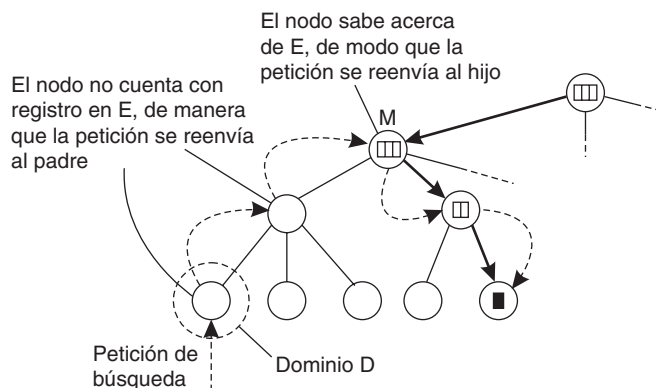 El nodo sabe acerca
de E, de modo que la
petición se reenvía al hijo
El nodo no cuenta con
registro en E, de manera
que la petición se reenvía
al padre
M
Petición de
búsqueda
Dominio D